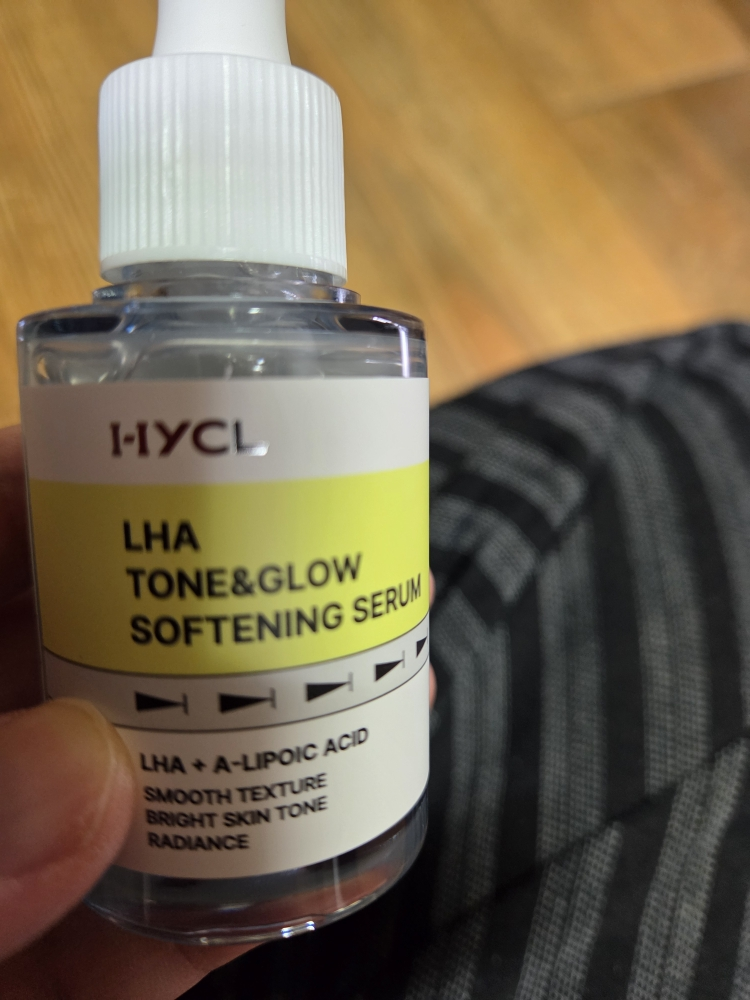 HYCL
LHA
TONE&GLOW
SOFTENING SERUM
LHA + A-LIPOIC ACID
SMOOTH TEXTURE
BRIGHT SKIN TONE
RADIANCE